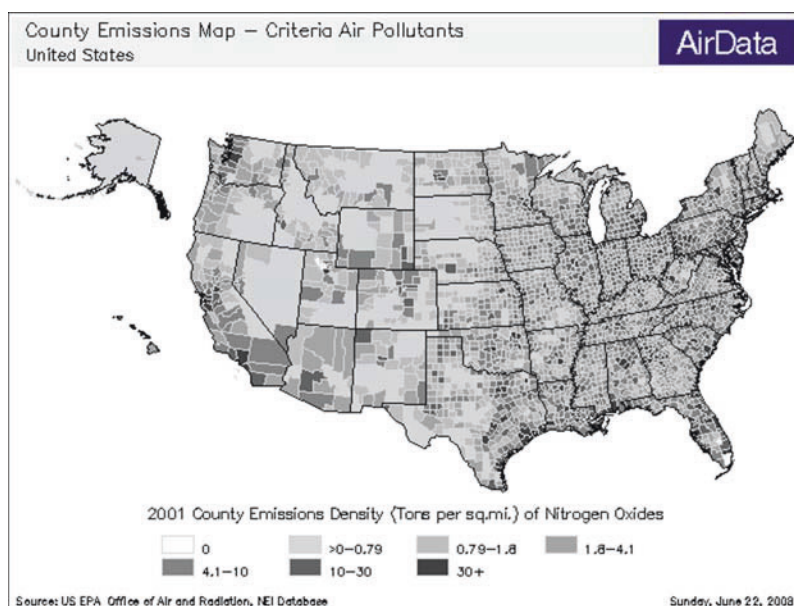 County Emissions Map – Criteria Air Pollutants
United States
AirData
2001 County Emissions Density (Tons per sq.mi.) of Nitrogen Oxides
0 >0–0.79 0.79–1.8 1.8–4.1
4.1–10 10–30 30+
Source: US EPA Office of Air and Radiation, NEI Database Sunday, June 22, 2008